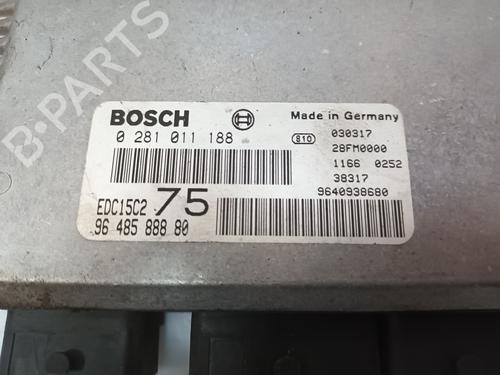 B-PARTS
BOSCH
Made in Germany
0 281 011 188
S10
030317
28FM0000
1166 0252
38317
9640938680
EDC15C2 75
96 485 888 80